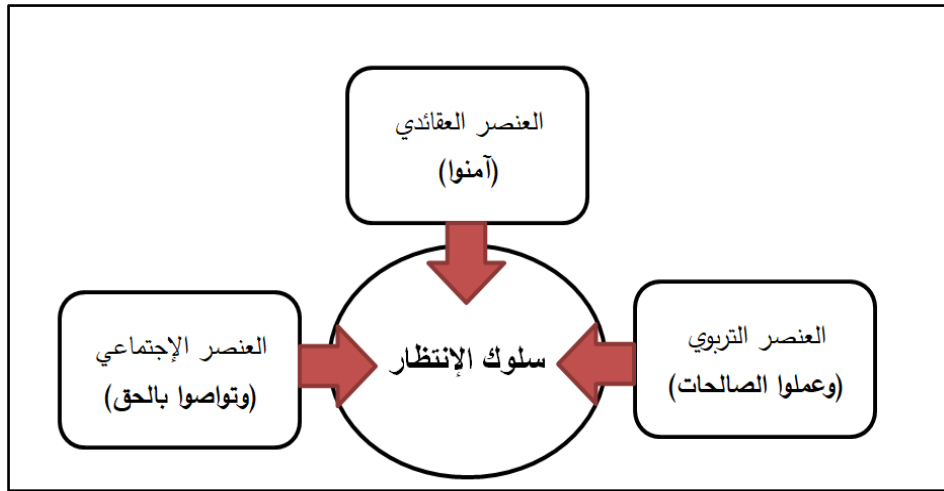 العنصر العقائدي
(آمنوا)
العنصر التربوي
(وعملوا الصالحات)
سلوك الإنتظار
العنصر الإجتماعي
(وتواصوا بالحق)